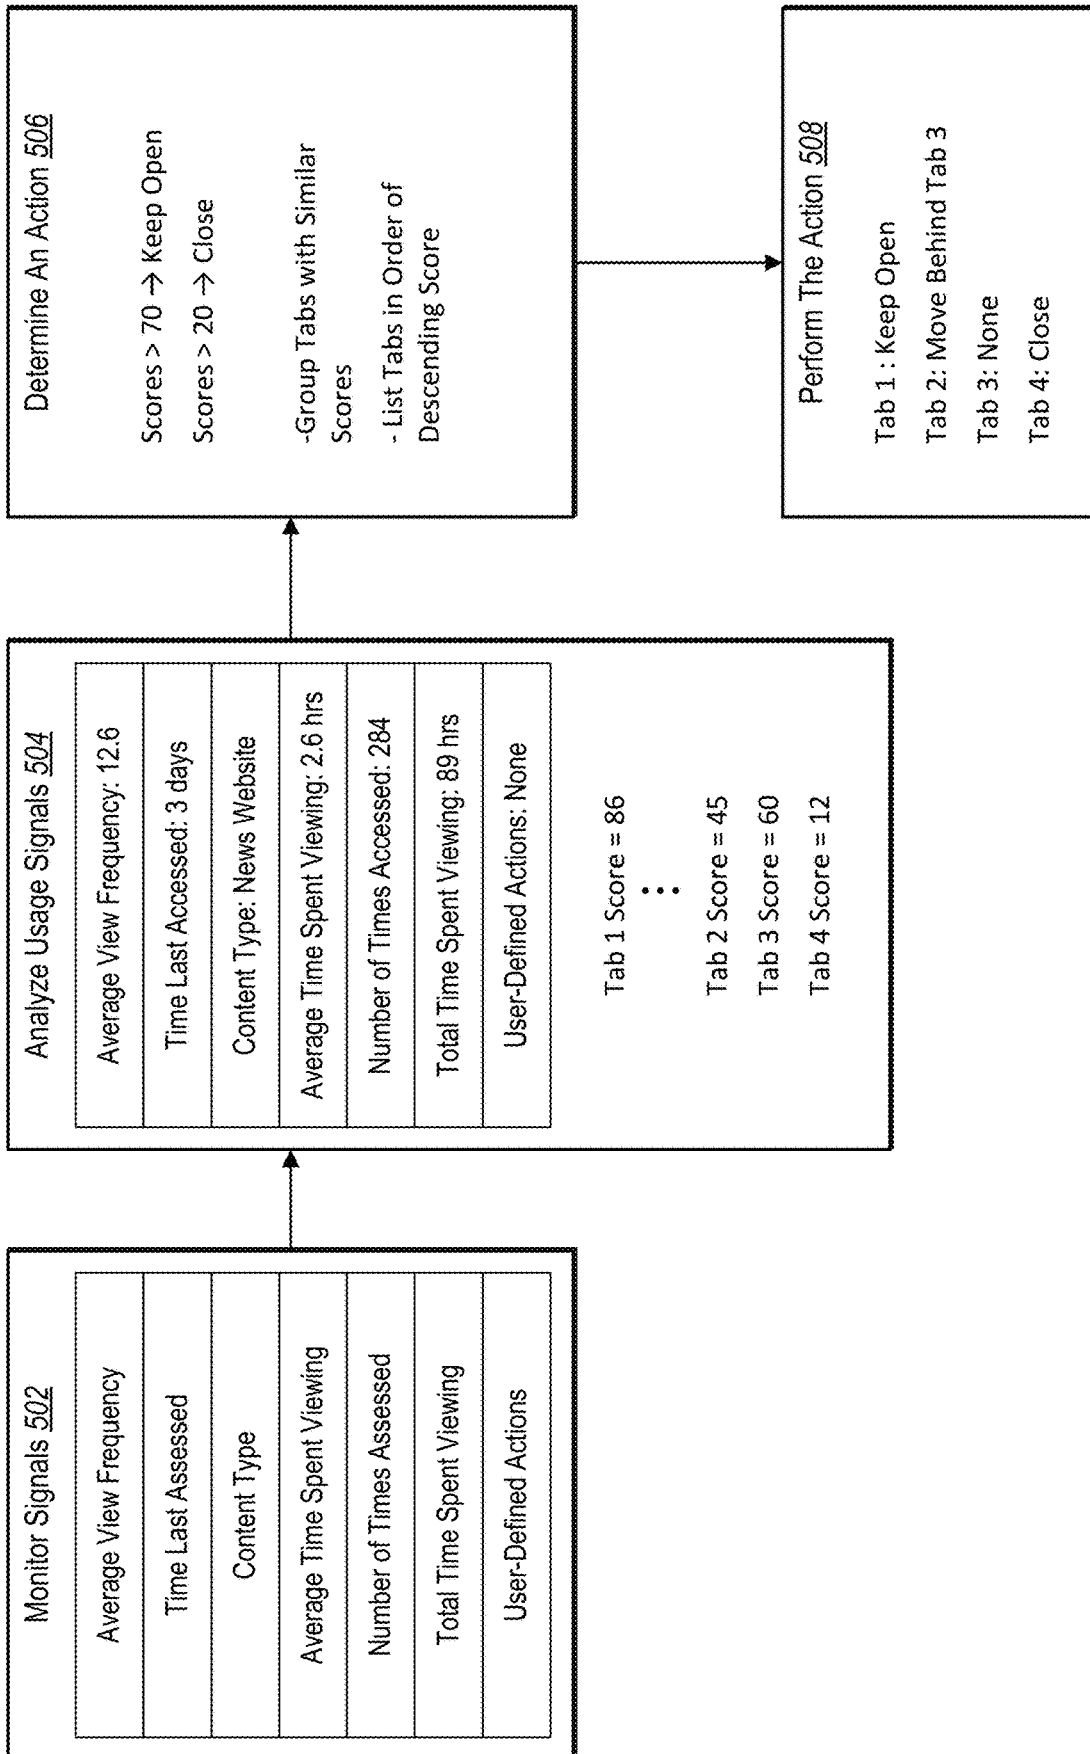 Monitor Signals 502
Average View Frequency
Time Last Assessed
Content Type
Average Time Spent Viewing
Number of Times Assessed
Total Time Spent Viewing
User-Defined Actions
Analyze Usage Signals 504
Average View Frequency: 12.6
Time Last Accessed: 3 days
Content Type: News Website
Average Time Spent Viewing: 2.6 hrs
Number of Times Accessed: 284
Total Time Spent Viewing: 89 hrs
User-Defined Actions: None
Tab 1 Score = 86
...
Tab 2 Score = 45
Tab 3 Score = 60
Tab 4 Score = 12
Determine An Action 506
Scores > 70 → Keep Open
Scores > 20 → Close
-Group Tabs with Similar
Scores
- List Tabs in Order of
Descending Score
Perform The Action 508
Tab 1 : Keep Open
Tab 2: Move Behind Tab 3
Tab 3: None
Tab 4: Close